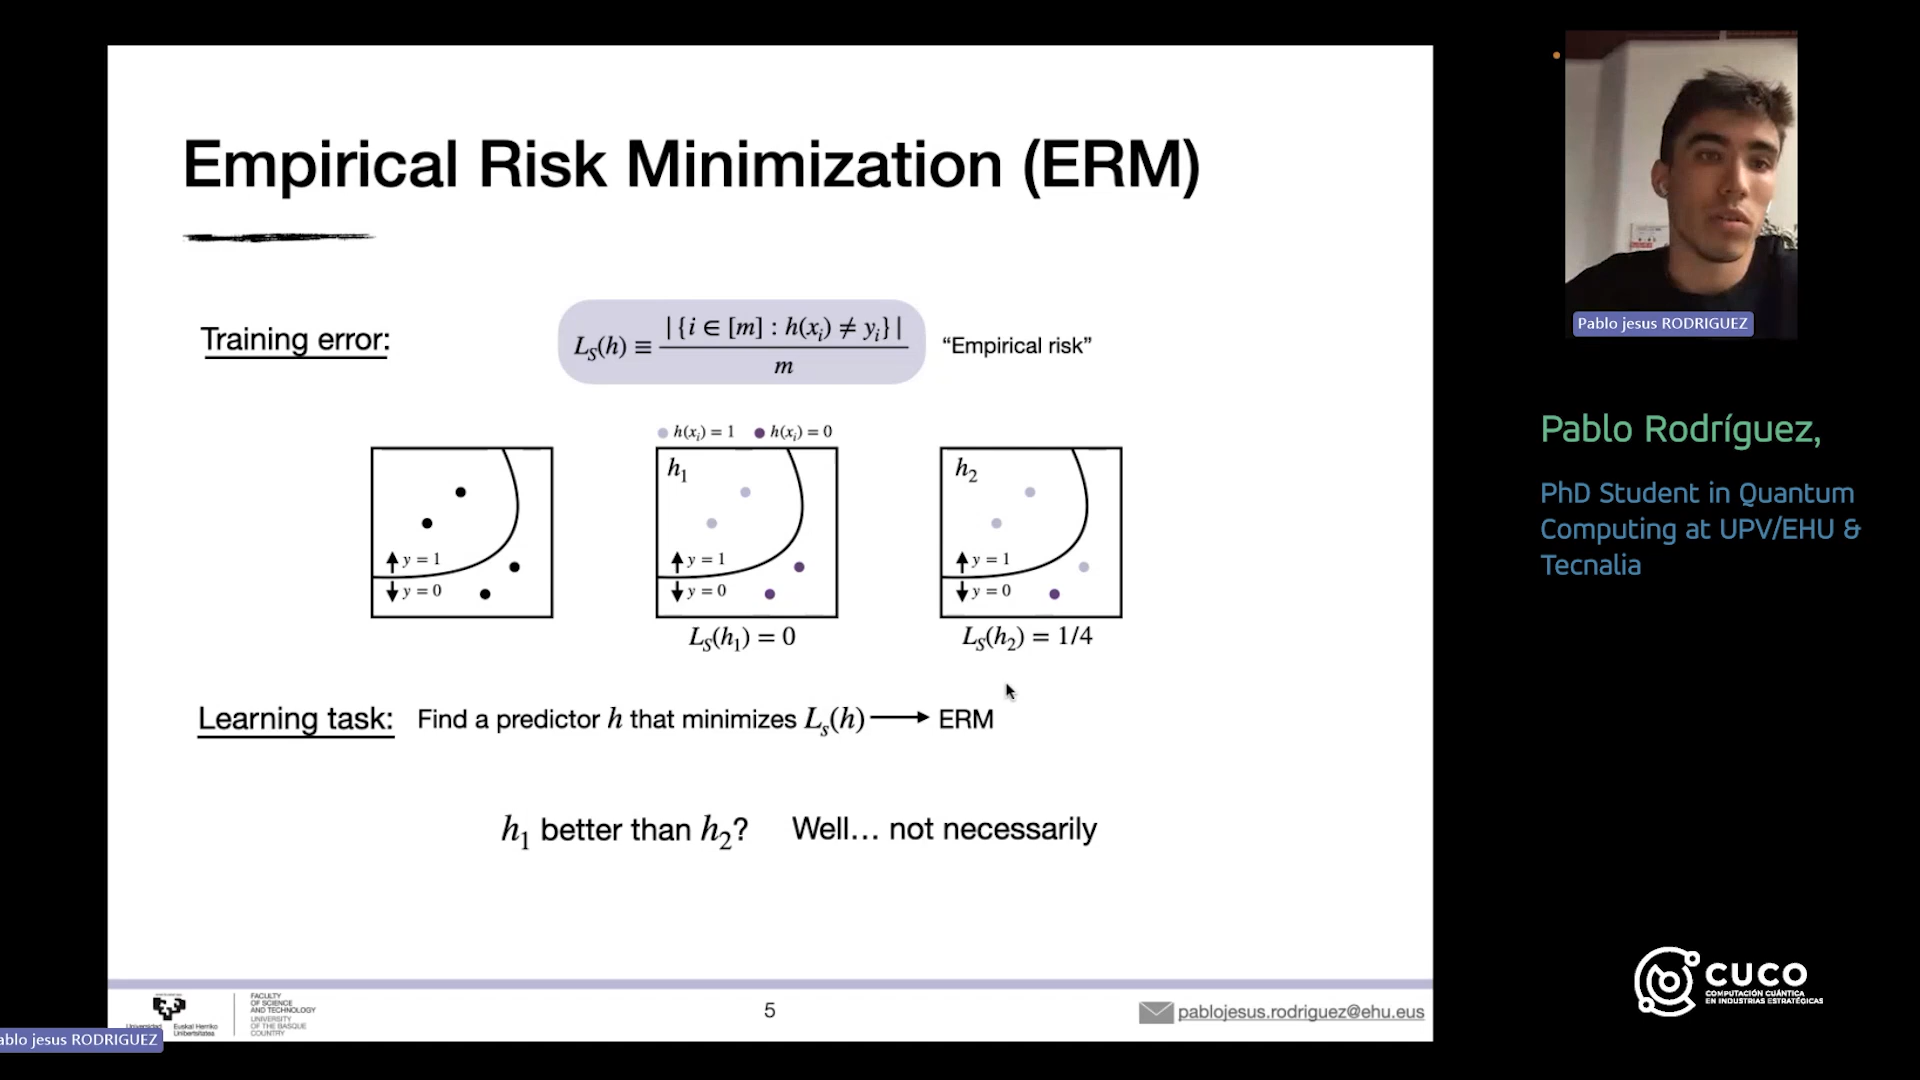 Empirical Risk Minimization (ERM)
Training error:
L_S(h) ≡ |{i ∈ [m] : h(x_i) ≠ y_i}| / m
“Empirical risk”
h(x_i) = 1 h(x_i) = 0
y = 1
y = 0
h_1
y = 1
y = 0
L_S(h_1) = 0
h_2
y = 1
y = 0
L_S(h_2) = 1/4
Learning task: Find a predictor h that minimizes L_s(h) ⟶ ERM
h_1 better than h_2? Well... not necessarily
Universidad
Euskal Herriko
Unibertsitatea
FACULTY
OF SCIENCE
AND TECHNOLOGY
UNIVERSITY
OF THE BASQUE
COUNTRY
5
pablojesus.rodriguez@ehu.eus
ablo jesus RODRIGUEZ
Pablo jesus RODRIGUEZ
Pablo Rodríguez,
PhD Student in Quantum
Computing at UPV/EHU &
Tecnalia
CUCO
COMPUTACIÓN CUÁNTICA
EN INDUSTRIAS ESTRATÉGICAS